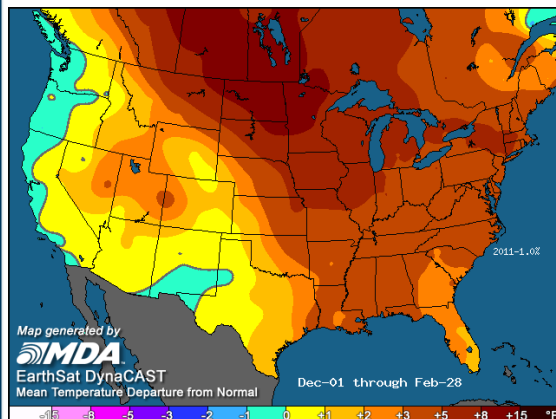 2011-1.0%
Map generated by
MDA
EarthSat DynaCAST
Mean Temperature Departure from Normal
Dec-01 through Feb-28
-15 -8 -5 -3 -2 -1 0 +1 +2 +3 +5 +8 +15 °F